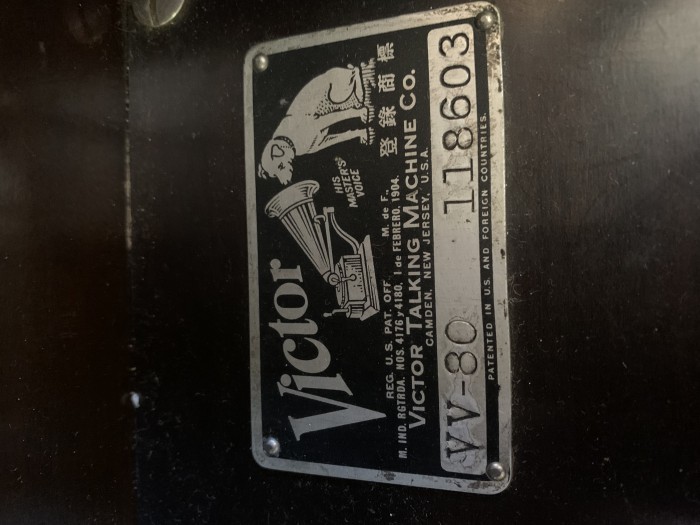 Victor
HIS
MASTER'S
VOICE
REG. U.S. PAT. OFF. M. de F.,
M. IND. RGTRDA. NOS. 4176 y 4180, 1 de FEBRERO, 1904.
標商錄登
VICTOR TALKING MACHINE CO.
CAMDEN, NEW JERSEY, U.S.A.
VV-80 118603
PATENTED IN U.S. AND FOREIGN COUNTRIES.